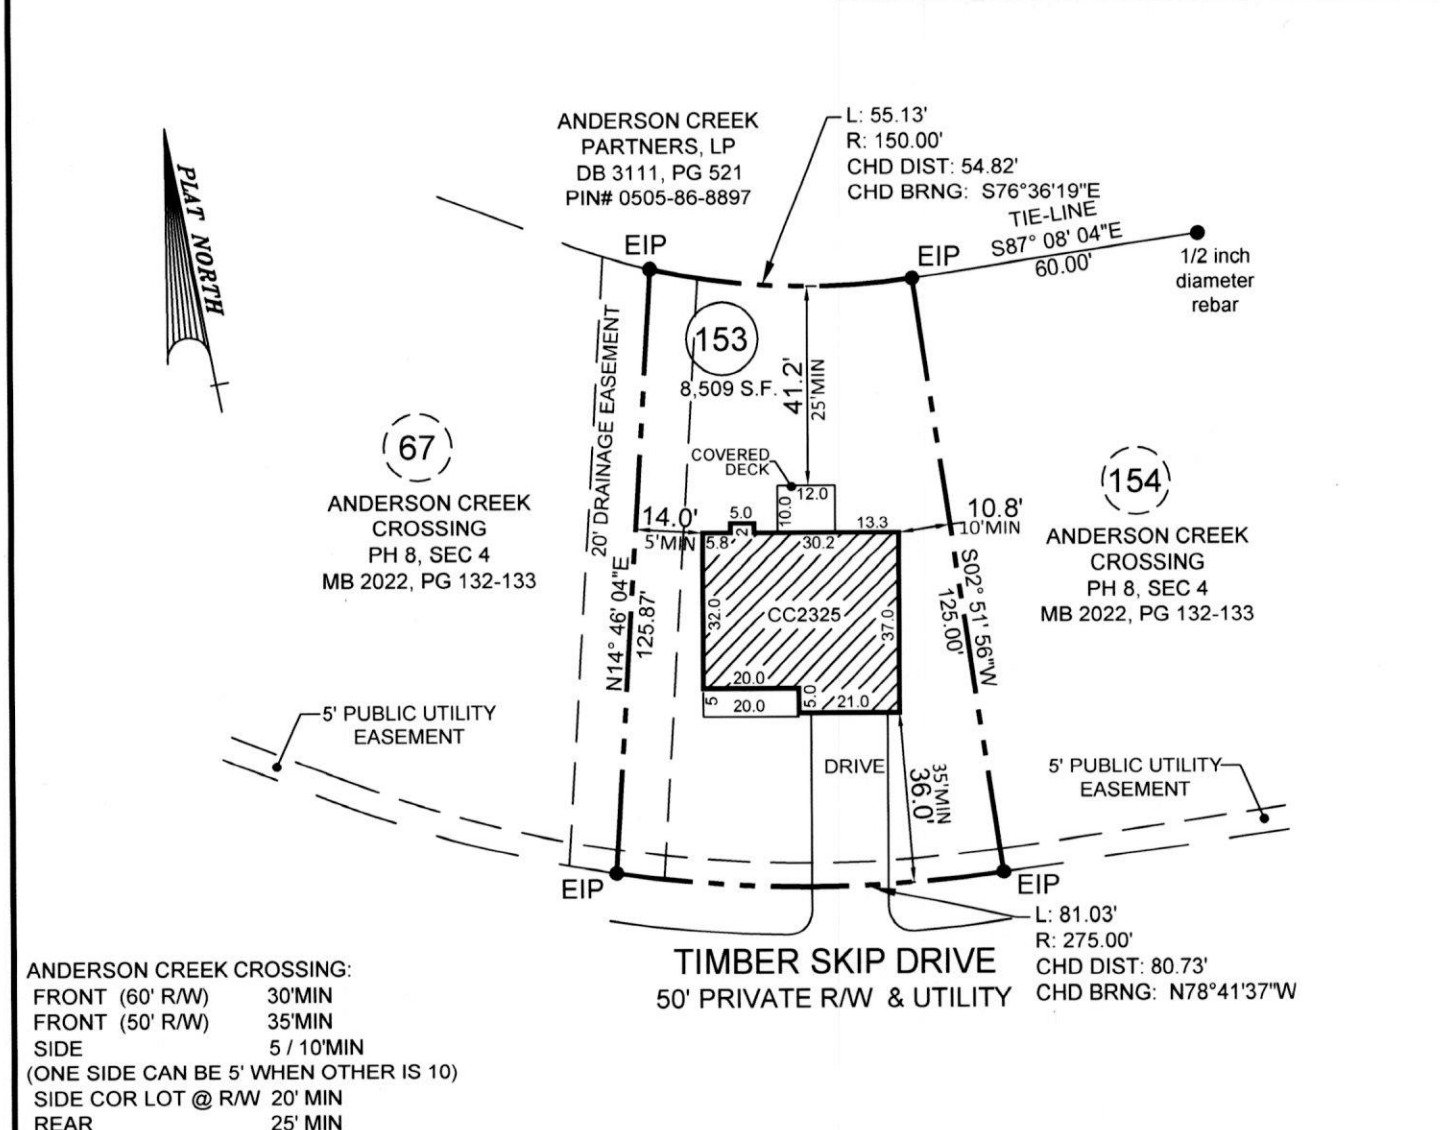 PLAT NORTH
ANDERSON CREEK
PARTNERS, LP
DB 3111, PG 521
PIN# 0505-86-8897
L: 55.13'
R: 150.00'
CHD DIST: 54.82'
CHD BRNG: S76°36'19"E
TIE-LINE
S87° 08' 04"E
60.00'
EIP
EIP
1/2 inch
diameter
rebar
153
8,509 S.F.
41.2'
25'MIN
20' DRAINAGE EASEMENT
67
ANDERSON CREEK
CROSSING
PH 8, SEC 4
MB 2022, PG 132-133
154
ANDERSON CREEK
CROSSING
PH 8, SEC 4
MB 2022, PG 132-133
COVERED
DECK
12.0
10.0
14.0'
5'MIN
5.0
2
5.8
30.2
13.3
10.8'
10'MIN
N14° 46' 04"E
125.87'
S02° 51' 56"W
125.00'
32.0
CC2325
37.0
20.0
5
20.0
5.0
21.0
5' PUBLIC UTILITY
EASEMENT
DRIVE
35'MIN
36.0'
5' PUBLIC UTILITY
EASEMENT
EIP
EIP
L: 81.03'
R: 275.00'
CHD DIST: 80.73'
CHD BRNG: N78°41'37"W
TIMBER SKIP DRIVE
50' PRIVATE R/W & UTILITY
ANDERSON CREEK CROSSING:
FRONT (60' R/W) 30'MIN
FRONT (50' R/W) 35'MIN
SIDE 5 / 10'MIN
(ONE SIDE CAN BE 5' WHEN OTHER IS 10)
SIDE COR LOT @ R/W 20' MIN
REAR 25' MIN